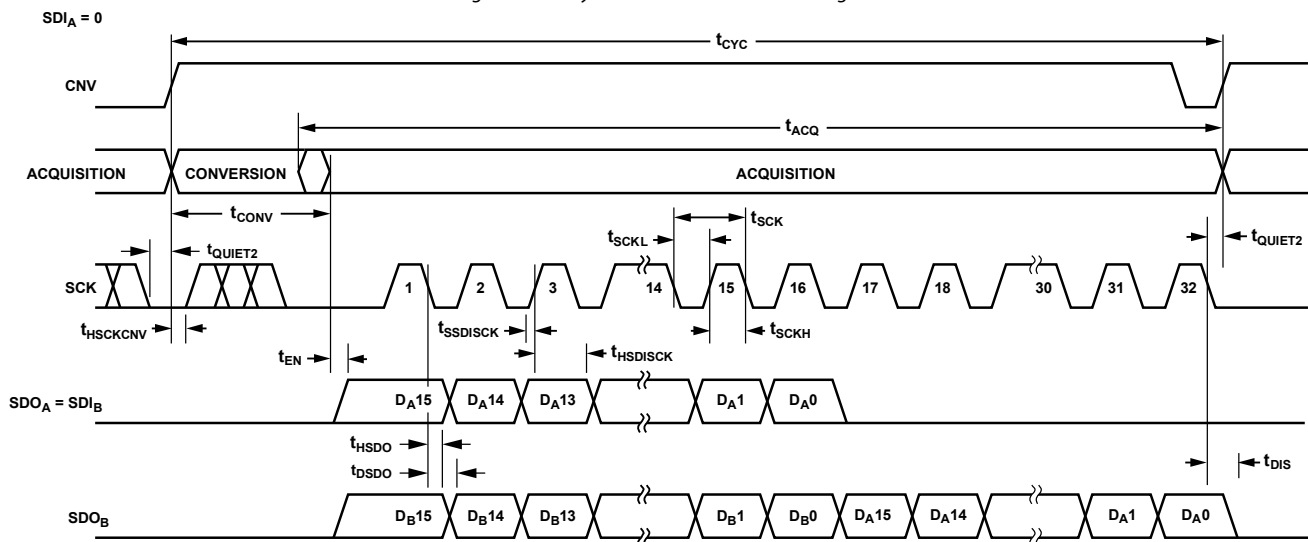 SDIA = 0
tCYC
CNV
tACQ
ACQUISITION CONVERSION ACQUISITION
tCONV
tSCK
tSCKL
tQUIET2 tQUIET2
SCK 1 2 3 14 15 16 17 18 30 31 32
tHSCKCNV
tSSDISCK tSCKH
tEN tHSDISCK
SDOA = SDIB DA15 DA14 DA13 DA1 DA0
tHSDO
tDSDO tDIS
SDOB DB15 DB14 DB13 DB1 DB0 DA15 DA14 DA1 DA0